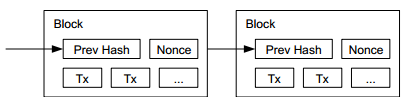 Block
Prev Hash Nonce
Tx Tx ...
Block
Prev Hash Nonce
Tx Tx ...